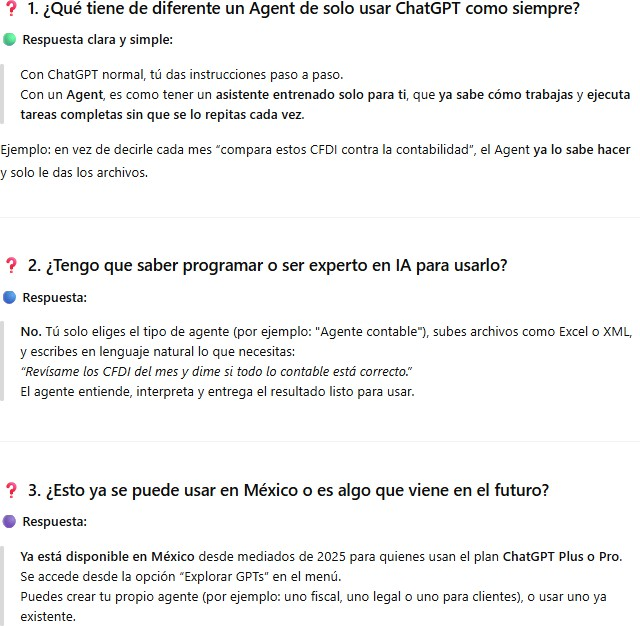 ❓ 1. ¿Qué tiene de diferente un Agent de solo usar ChatGPT como siempre?
🟢 Respuesta clara y simple:
Con ChatGPT normal, tú das instrucciones paso a paso.
Con un Agent, es como tener un asistente entrenado solo para ti, que ya sabe cómo trabajas y ejecuta
tareas completas sin que se lo repitas cada vez.
Ejemplo: en vez de decirle cada mes “compara estos CFDI contra la contabilidad”, el Agent ya lo sabe hacer
y solo le das los archivos.
❓ 2. ¿Tengo que saber programar o ser experto en IA para usarlo?
🔵 Respuesta:
No. Tú solo eliges el tipo de agente (por ejemplo: "Agente contable"), subes archivos como Excel o XML,
y escribes en lenguaje natural lo que necesitas:
“Revísame los CFDI del mes y dime si todo lo contable está correcto.”
El agente entiende, interpreta y entrega el resultado listo para usar.
❓ 3. ¿Esto ya se puede usar en México o es algo que viene en el futuro?
🟣 Respuesta:
Ya está disponible en México desde mediados de 2025 para quienes usan el plan ChatGPT Plus o Pro.
Se accede desde la opción “Explorar GPTs” en el menú.
Puedes crear tu propio agente (por ejemplo: uno fiscal, uno legal o uno para clientes), o usar uno ya
existente.